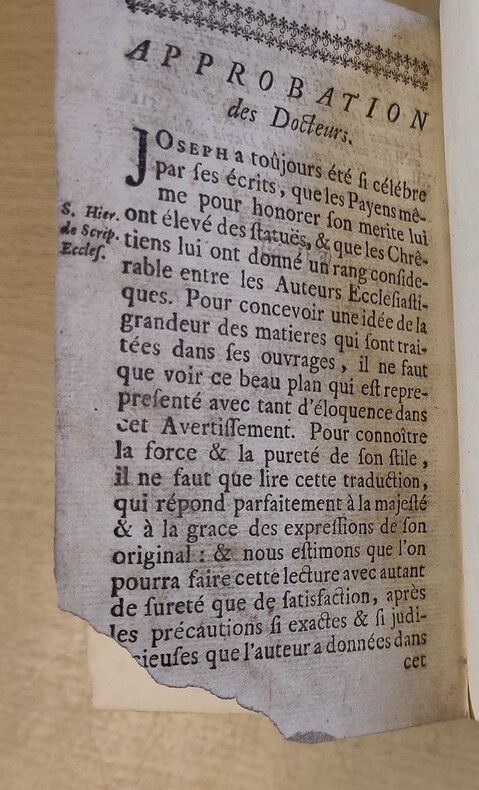 APPROBATION
des Docteurs.
JOSEPH a toûjours été ſi célébre
par ſes écrits, que les Payens mê-
me pour honorer ſon merite lui
S. Hier.
de Scrip.
Eccleſ.
ont élevé des ſtatuës, & que les Chrê-
tiens lui ont donné un rang conſide-
rable entre les Auteurs Eccleſiaſti-
ques. Pour concevoir une idée de la
grandeur des matieres qui ſont trai-
tées dans ſes ouvrages, il ne faut
que voir ce beau plan qui eſt repre-
preſenté avec tant d'éloquence dans
cet Avertiſſement. Pour connoître
la force & la pureté de ſon ſtile,
il ne faut que lire cette traduction,
qui répond parfaitement à la majeſté
& à la grace des expreſſions de ſon
original : & nous eſtimons que l'on
pourra faire cette lecture avec autant
de ſureté que de ſatisfaction, après
les précautions ſi exactes & ſi judi-
cieuſes que l'auteur a données dans
cet